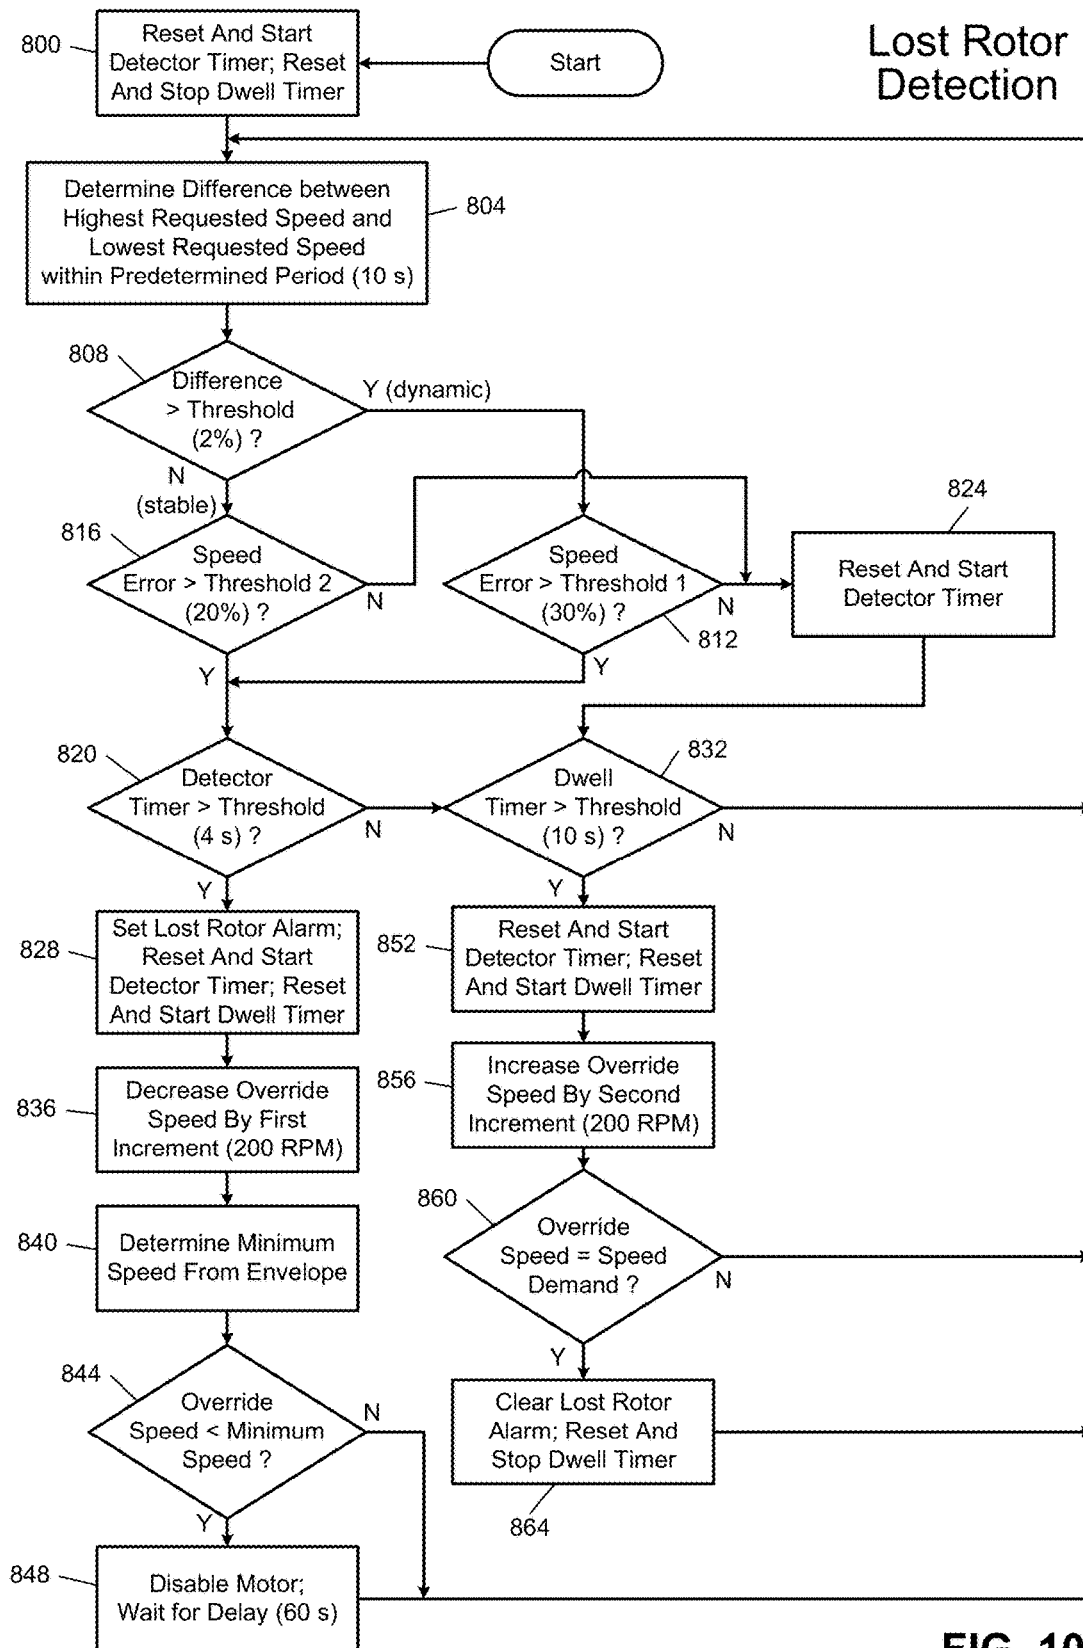 Lost Rotor
Detection
800
Reset And Start
Detector Timer; Reset
And Stop Dwell Timer
Start
Determine Difference between
Highest Requested Speed and
Lowest Requested Speed
within Predetermined Period (10 s)
804
808
Difference
> Threshold
(2%) ?
Y (dynamic)
N
(stable)
816
Speed
Error > Threshold 2
(20%) ?
N
Y
Speed
Error > Threshold 1
(30%) ?
N
812
Y
824
Reset And Start
Detector Timer
820
Detector
Timer > Threshold
(4 s) ?
N
Y
832
Dwell
Timer > Threshold
(10 s) ?
N
Y
828
Set Lost Rotor Alarm;
Reset And Start
Detector Timer; Reset
And Start Dwell Timer
852
Reset And Start
Detector Timer; Reset
And Start Dwell Timer
836
Decrease Override
Speed By First
Increment (200 RPM)
856
Increase Override
Speed By Second
Increment (200 RPM)
840
Determine Minimum
Speed From Envelope
860
Override
Speed = Speed
Demand ?
N
Y
844
Override
Speed < Minimum
Speed ?
N
Y
Clear Lost Rotor
Alarm; Reset And
Stop Dwell Timer
864
848
Disable Motor;
Wait for Delay (60 s)
FIG. 10